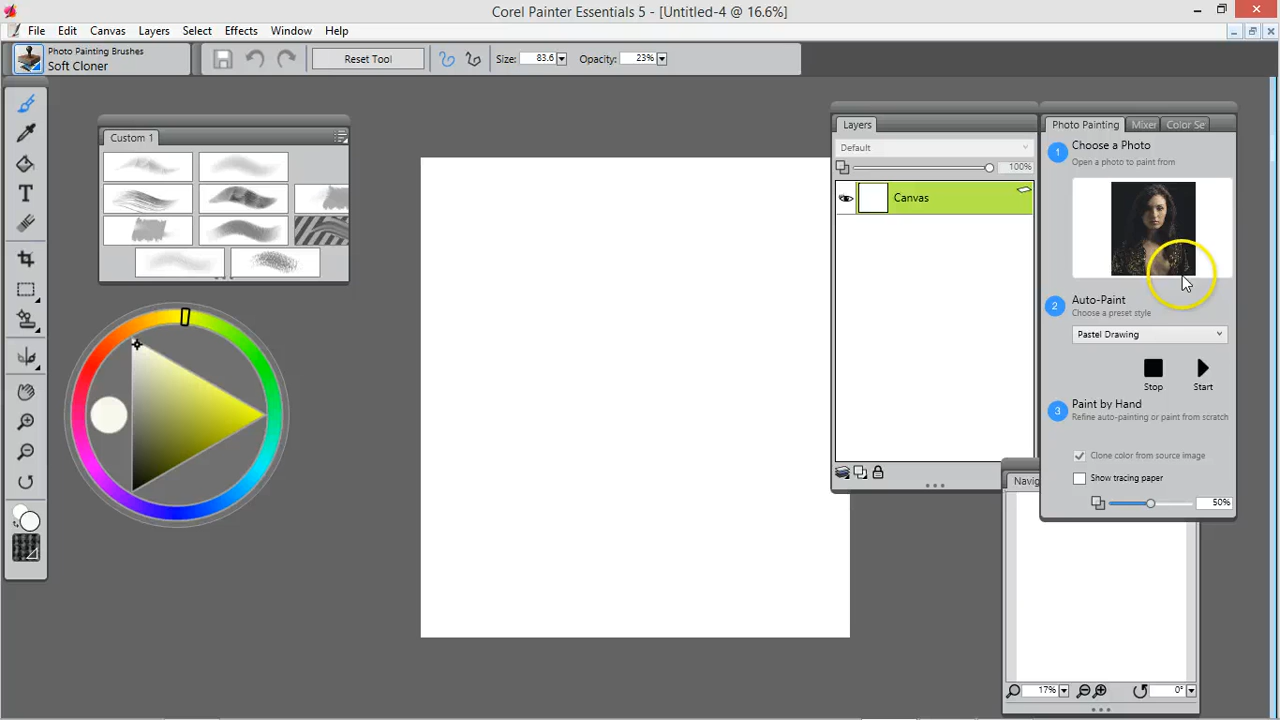 Corel Painter Essentials 5 - [Untitled-4 @ 16.6%]
File Edit Canvas Layers Select Effects Window Help
Photo Painting Brushes
Soft Cloner
Reset Tool
Size: 83.6
Opacity: 23%
Custom 1
Layers
Default
100%
Canvas
Photo Painting Mixer Color Se
1 Choose a Photo
Open a photo to paint from
2 Auto-Paint
Choose a preset style
Pastel Drawing
Stop Start
3 Paint by Hand
Refine auto-painting or paint from scratch
Clone color from source image
Show tracing paper
50%
Navig
17%
0°